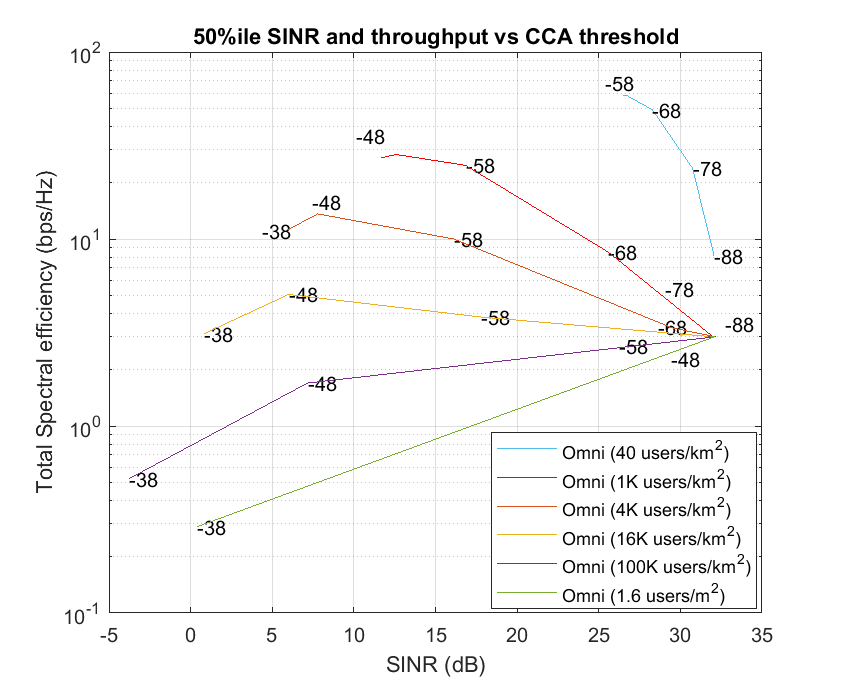 50%ile SINR and throughput vs CCA threshold
10^2
-58
-68
-48
-58
-78
-48
-38
-58
-68
-88
10^1
-78
-48
-38
-58
-68
-88
-58
-48
-48
10^0
-38
-38
10^-1
Total Spectral efficiency (bps/Hz)
Omni (40 users/km^2)
Omni (1K users/km^2)
Omni (4K users/km^2)
Omni (16K users/km^2)
Omni (100K users/km^2)
Omni (1.6 users/m^2)
-5 0 5 10 15 20 25 30 35
SINR (dB)